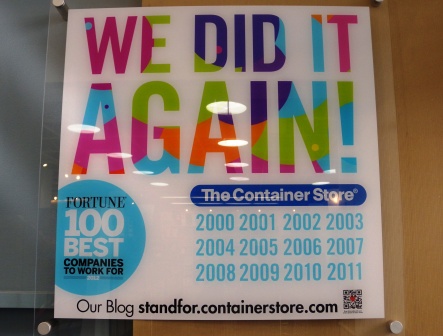 WE DID IT
AGAIN!
The Container Store®
FORTUNE
100
BEST
COMPANIES
TO WORK FOR
2000 2001 2002 2003
2004 2005 2006 2007
2008 2009 2010 2011
Our Blog standfor.containerstore.com